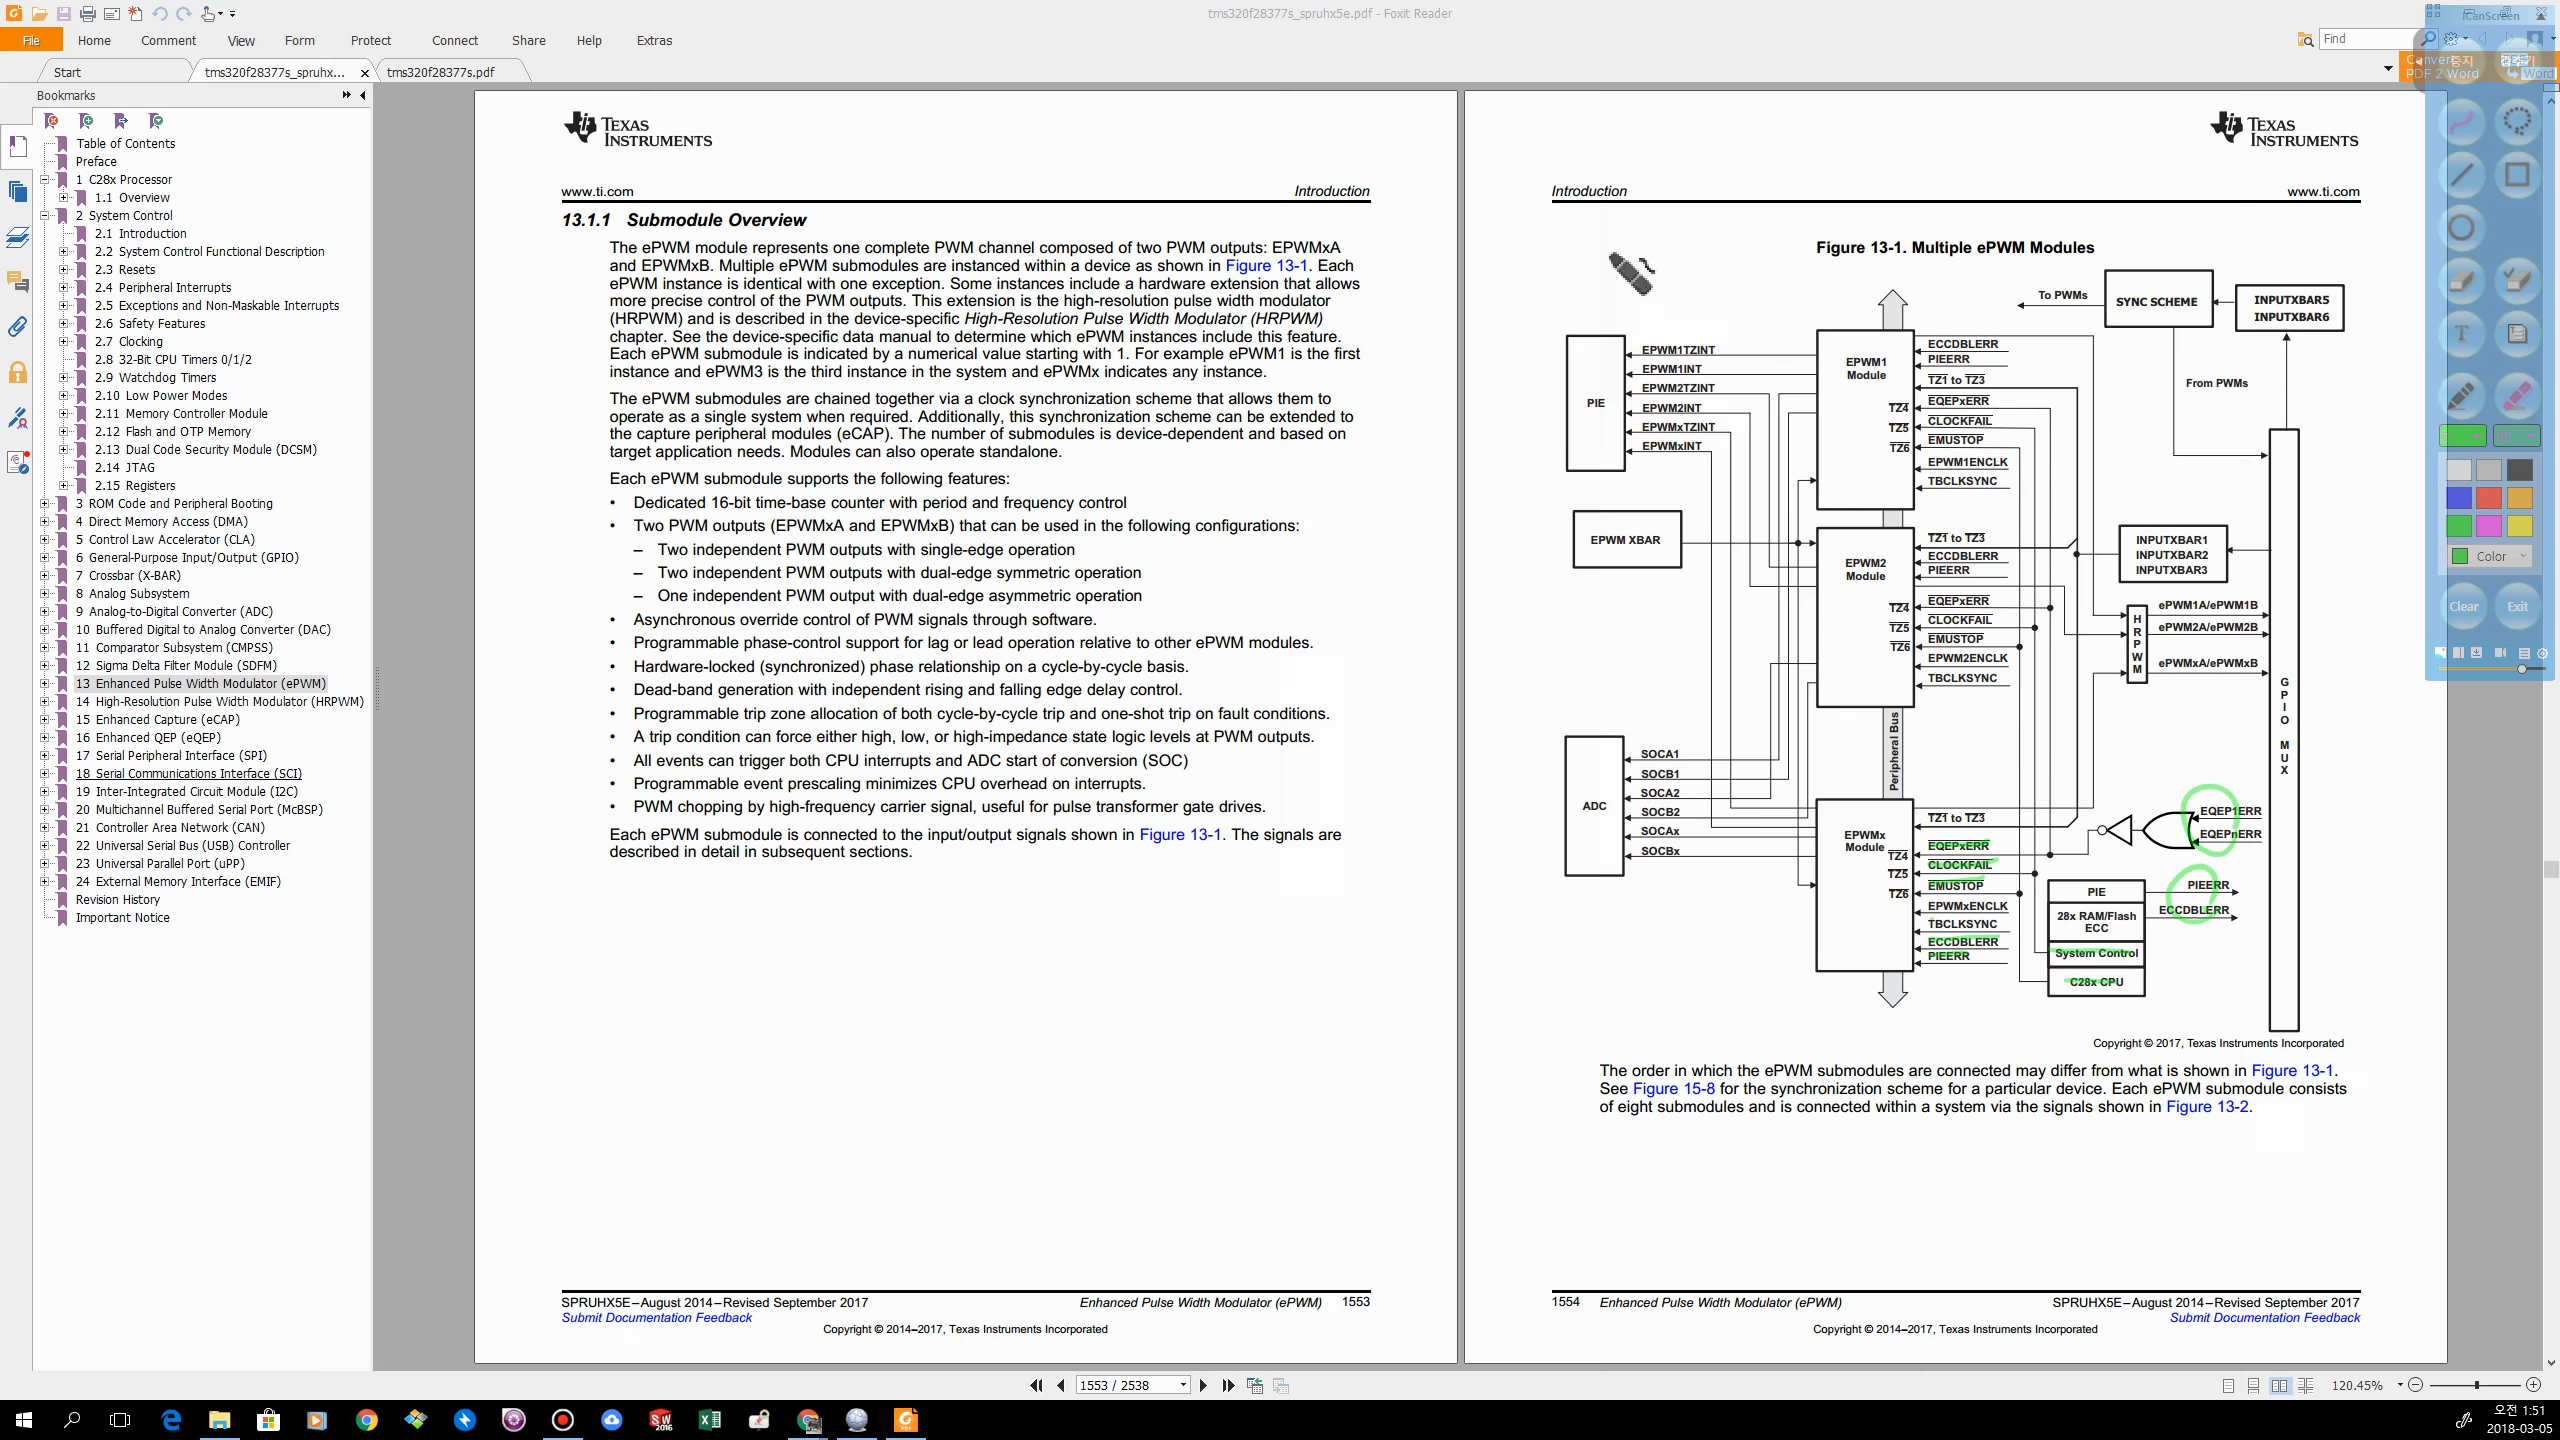 tms320f28377s_spruhx5e.pdf - Foxit Reader
File
Home
Comment
View
Form
Protect
Connect
Share
Help
Extras
Find
Start
tms320f28377s_spruhx...
tms320f28377s.pdf
Bookmarks
Table of Contents
Preface
1 C28x Processor
1.1 Overview
2 System Control
2.1 Introduction
2.2 System Control Functional Description
2.3 Resets
2.4 Peripheral Interrupts
2.5 Exceptions and Non-Maskable Interrupts
2.6 Safety Features
2.7 Clocking
2.8 32-Bit CPU Timers 0/1/2
2.9 Watchdog Timers
2.10 Low Power Modes
2.11 Memory Controller Module
2.12 Flash and OTP Memory
2.13 Dual Code Security Module (DCSM)
2.14 JTAG
2.15 Registers
3 ROM Code and Peripheral Booting
4 Direct Memory Access (DMA)
5 Control Law Accelerator (CLA)
6 General-Purpose Input/Output (GPIO)
7 Crossbar (X-BAR)
8 Analog Subsystem
9 Analog-to-Digital Converter (ADC)
10 Buffered Digital to Analog Converter (DAC)
11 Comparator Subsystem (CMPSS)
12 Sigma Delta Filter Module (SDFM)
13 Enhanced Pulse Width Modulator (ePWM)
14 High-Resolution Pulse Width Modulator (HRPWM)
15 Enhanced Capture (eCAP)
16 Enhanced QEP (eQEP)
17 Serial Peripheral Interface (SPI)
18 Serial Communications Interface (SCI)
19 Inter-Integrated Circuit Module (I2C)
20 Multichannel Buffered Serial Port (McBSP)
21 Controller Area Network (CAN)
22 Universal Serial Bus (USB) Controller
23 Universal Parallel Port (uPP)
24 External Memory Interface (EMIF)
Revision History
Important Notice
TEXAS
INSTRUMENTS
www.ti.com
Introduction
13.1.1 Submodule Overview
The ePWM module represents one complete PWM channel composed of two PWM outputs: EPWMxA
and EPWMxB. Multiple ePWM submodules are instanced within a device as shown in Figure 13-1. Each
ePWM instance is identical with one exception. Some instances include a hardware extension that allows
more precise control of the PWM outputs. This extension is the high-resolution pulse width modulator
(HRPWM) and is described in the device-specific High-Resolution Pulse Width Modulator (HRPWM)
chapter. See the device-specific data manual to determine which ePWM instances include this feature.
Each ePWM submodule is indicated by a numerical value starting with 1. For example ePWM1 is the first
instance and ePWM3 is the third instance in the system and ePWMx indicates any instance.
The ePWM submodules are chained together via a clock synchronization scheme that allows them to
operate as a single system when required. Additionally, this synchronization scheme can be extended to
the capture peripheral modules (eCAP). The number of submodules is device-dependent and based on
target application needs. Modules can also operate standalone.
Each ePWM submodule supports the following features:
• Dedicated 16-bit time-base counter with period and frequency control
• Two PWM outputs (EPWMxA and EPWMxB) that can be used in the following configurations:
– Two independent PWM outputs with single-edge operation
– Two independent PWM outputs with dual-edge symmetric operation
– One independent PWM output with dual-edge asymmetric operation
• Asynchronous override control of PWM signals through software.
• Programmable phase-control support for lag or lead operation relative to other ePWM modules.
• Hardware-locked (synchronized) phase relationship on a cycle-by-cycle basis.
• Dead-band generation with independent rising and falling edge delay control.
• Programmable trip zone allocation of both cycle-by-cycle trip and one-shot trip on fault conditions.
• A trip condition can force either high, low, or high-impedance state logic levels at PWM outputs.
• All events can trigger both CPU interrupts and ADC start of conversion (SOC)
• Programmable event prescaling minimizes CPU overhead on interrupts.
• PWM chopping by high-frequency carrier signal, useful for pulse transformer gate drives.
Each ePWM submodule is connected to the input/output signals shown in Figure 13-1. The signals are
described in detail in subsequent sections.
SPRUHX5E–August 2014–Revised September 2017
Enhanced Pulse Width Modulator (ePWM) 1553
Submit Documentation Feedback
Copyright © 2014–2017, Texas Instruments Incorporated
TEXAS
INSTRUMENTS
Introduction
www.ti.com
Figure 13-1. Multiple ePWM Modules
To PWMs
SYNC SCHEME
INPUTXBAR5
INPUTXBAR6
From PWMs
PIE
EPWM1TZINT
EPWM1INT
EPWM2TZINT
EPWM2INT
EPWMxTZINT
EPWMxINT
EPWM1
Module
ECCDBLERR
PIEERR
TZ1 to TZ3
TZ4 EQEPxERR
TZ5 CLOCKFAIL
TZ6 EMUSTOP
EPWM1ENCLK
TBCLKSYNC
EPWM XBAR
EPWM2
Module
TZ1 to TZ3
ECCDBLERR
PIEERR
TZ4 EQEPxERR
TZ5 CLOCKFAIL
TZ6 EMUSTOP
EPWM2ENCLK
TBCLKSYNC
INPUTXBAR1
INPUTXBAR2
INPUTXBAR3
HRPWM
ePWM1A/ePWM1B
ePWM2A/ePWM2B
ePWMxA/ePWMxB
GPIO MUX
Peripheral Bus
ADC
SOCA1
SOCB1
SOCA2
SOCB2
SOCAx
SOCBx
EPWMx
Module
TZ1 to TZ3
TZ4 EQEPxERR
TZ5 CLOCKFAIL
TZ6 EMUSTOP
EPWMxENCLK
TBCLKSYNC
ECCDBLERR
PIEERR
EQEP1ERR
EQEPnERR
PIE
PIEERR
28x RAM/Flash
ECC
ECCDBLERR
System Control
C28x CPU
Copyright © 2017, Texas Instruments Incorporated
The order in which the ePWM submodules are connected may differ from what is shown in Figure 13-1.
See Figure 15-8 for the synchronization scheme for a particular device. Each ePWM submodule consists
of eight submodules and is connected within a system via the signals shown in Figure 13-2.
1554 Enhanced Pulse Width Modulator (ePWM)
SPRUHX5E–August 2014–Revised September 2017
Submit Documentation Feedback
Copyright © 2014–2017, Texas Instruments Incorporated
iCanScreen
Color
Clear
Exit
1553 / 2538
120.45%
오전 1:51
2018-03-05